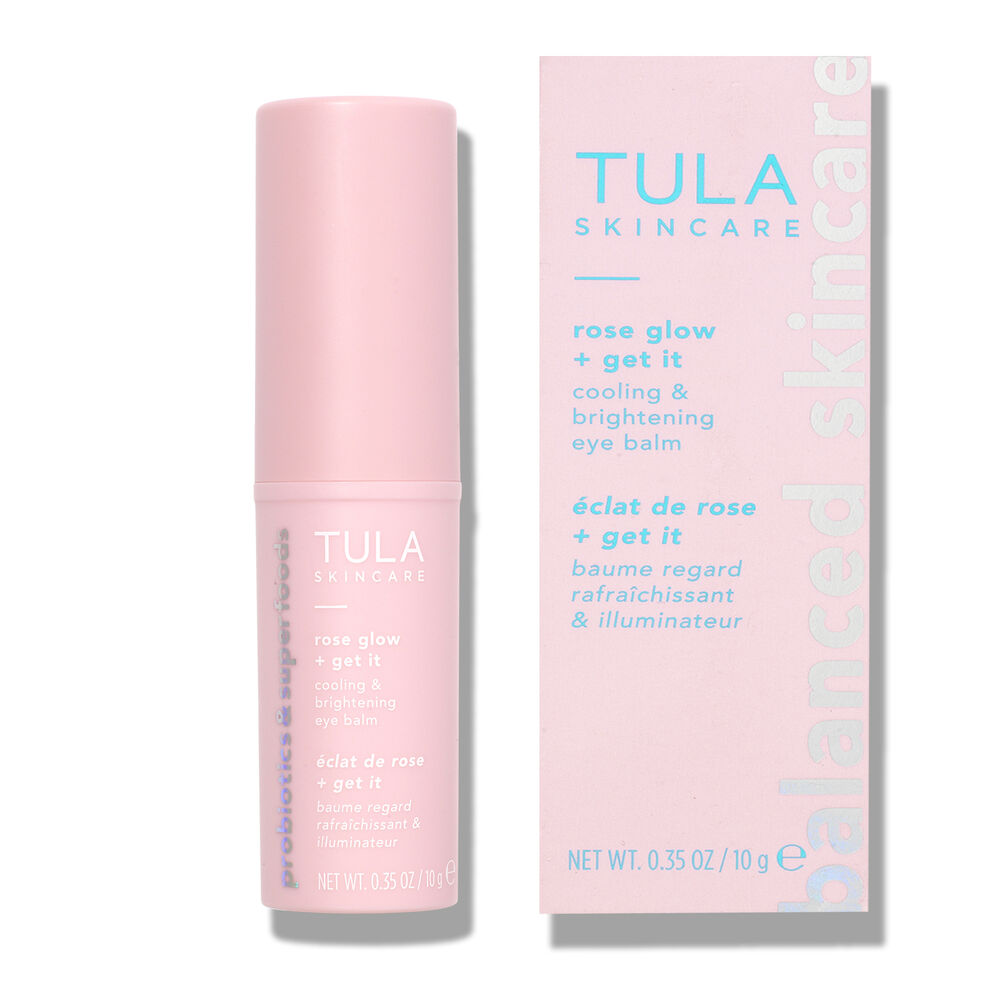 TULA
SKINCARE
rose glow
+ get it
cooling &
brightening
eye balm
éclat de rose
+ get it
baume regard
rafraîchissant &
illuminateur
NET WT. 0.35 OZ / 10 g ℮
probiotics & superfoods
TULA
SKINCARE
rose glow
+ get it
cooling &
brightening
eye balm
éclat de rose
+ get it
baume regard
rafraîchissant
& illuminateur
NET WT. 0.35 OZ / 10 g ℮
balanced skincare